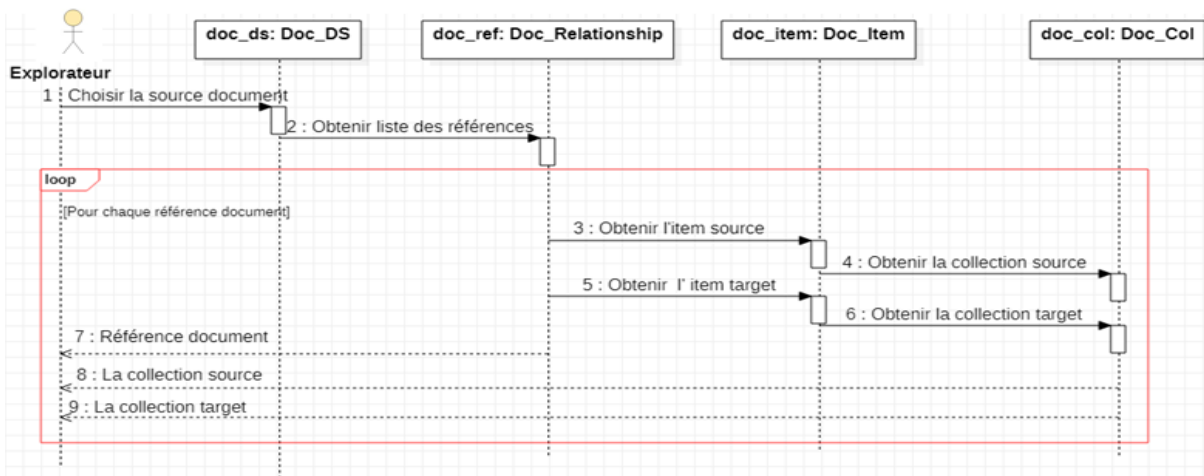 doc_ds: Doc_DS
doc_ref: Doc_Relationship
doc_item: Doc_Item
doc_col: Doc_Col
Explorateur
1 Choisir la source document
2 : Obtenir liste des références
loop
[Pour chaque référence document]
3 : Obtenir l'item source
4 : Obtenir la collection source
5 : Obtenir l' item target
6 : Obtenir la collection target
7 : Référence document
8 : La collection source
9 : La collection target